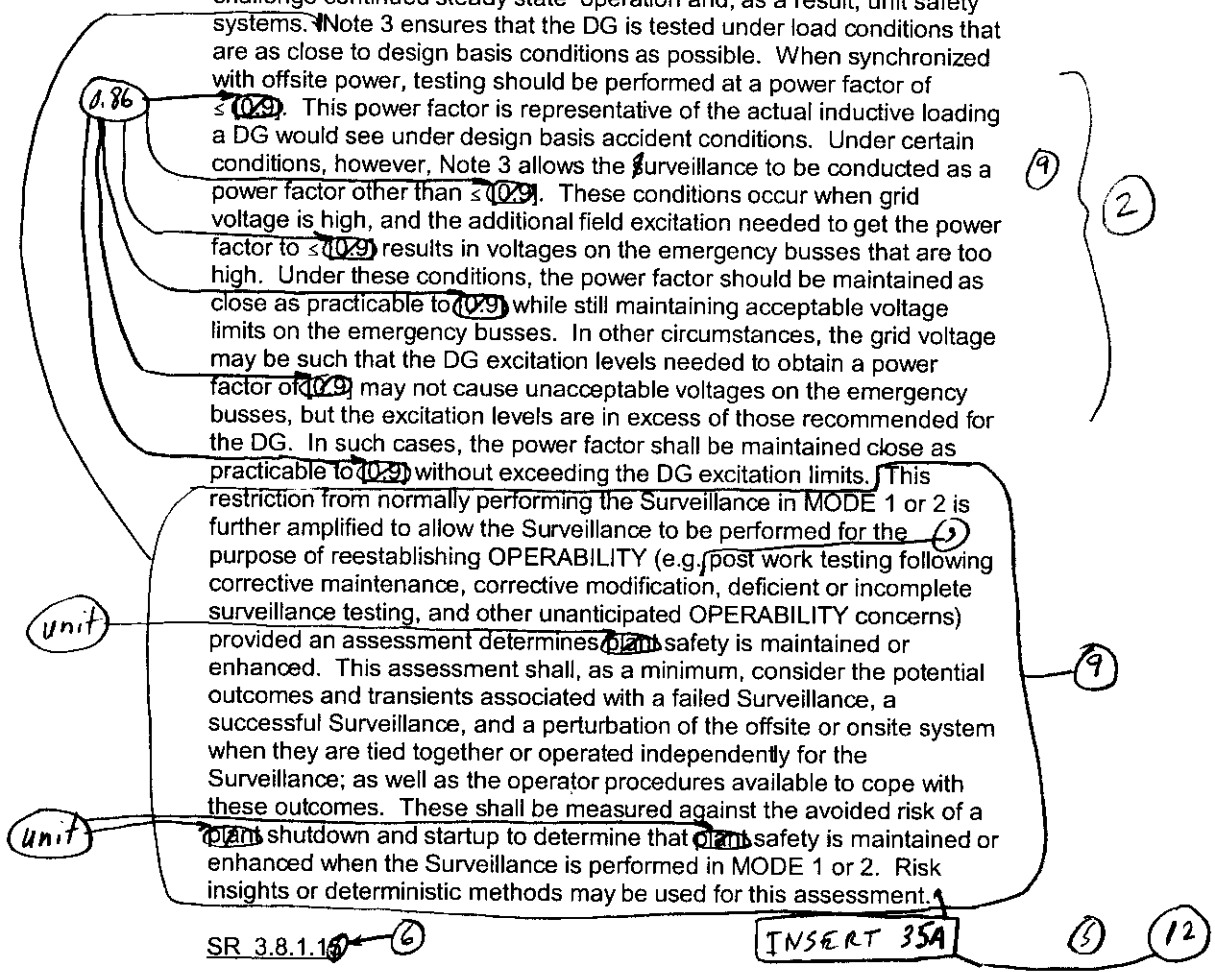 challenge continued steady state operation and, as a result, unit safety
systems. Note 3 ensures that the DG is tested under load conditions that
are as close to design basis conditions as possible. When synchronized
with offsite power, testing should be performed at a power factor of
0.86
≤ [0.9]. This power factor is representative of the actual inductive loading
a DG would see under design basis accident conditions. Under certain
conditions, however, Note 3 allows the Surveillance to be conducted as a
9
power factor other than ≤ [0.9]. These conditions occur when grid
2
voltage is high, and the additional field excitation needed to get the power
factor to ≤ [0.9] results in voltages on the emergency busses that are too
high. Under these conditions, the power factor should be maintained as
close as practicable to [0.9] while still maintaining acceptable voltage
limits on the emergency busses. In other circumstances, the grid voltage
may be such that the DG excitation levels needed to obtain a power
factor of [0.9] may not cause unacceptable voltages on the emergency
busses, but the excitation levels are in excess of those recommended for
the DG. In such cases, the power factor shall be maintained close as
practicable to [0.9] without exceeding the DG excitation limits. This
restriction from normally performing the Surveillance in MODE 1 or 2 is
further amplified to allow the Surveillance to be performed for the ,
purpose of reestablishing OPERABILITY (e.g. post work testing following
corrective maintenance, corrective modification, deficient or incomplete
surveillance testing, and other unanticipated OPERABILITY concerns)
unit
provided an assessment determines plant safety is maintained or
9
enhanced. This assessment shall, as a minimum, consider the potential
outcomes and transients associated with a failed Surveillance, a
successful Surveillance, and a perturbation of the offsite or onsite system
when they are tied together or operated independently for the
Surveillance; as well as the operator procedures available to cope with
these outcomes. These shall be measured against the avoided risk of a
unit
plant shutdown and startup to determine that plant safety is maintained or
enhanced when the Surveillance is performed in MODE 1 or 2. Risk
insights or deterministic methods may be used for this assessment.
SR 3.8.1.1 6
INSERT 35A
12